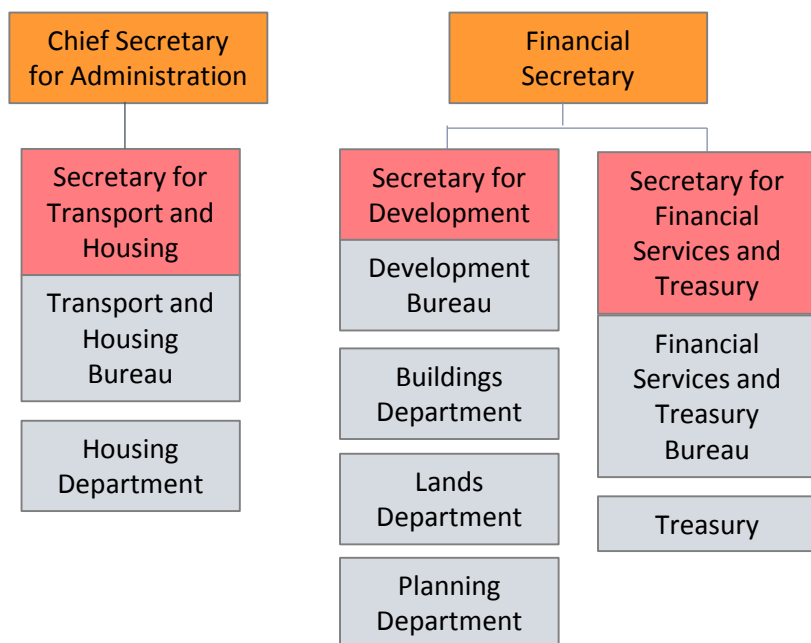 Chief Secretary
for Administration
Financial
Secretary
Secretary for
Transport and
Housing
Transport and
Housing
Bureau
Housing
Department
Secretary for
Development
Development
Bureau
Buildings
Department
Lands
Department
Planning
Department
Secretary for
Financial
Services and
Treasury
Financial
Services and
Treasury
Bureau
Treasury